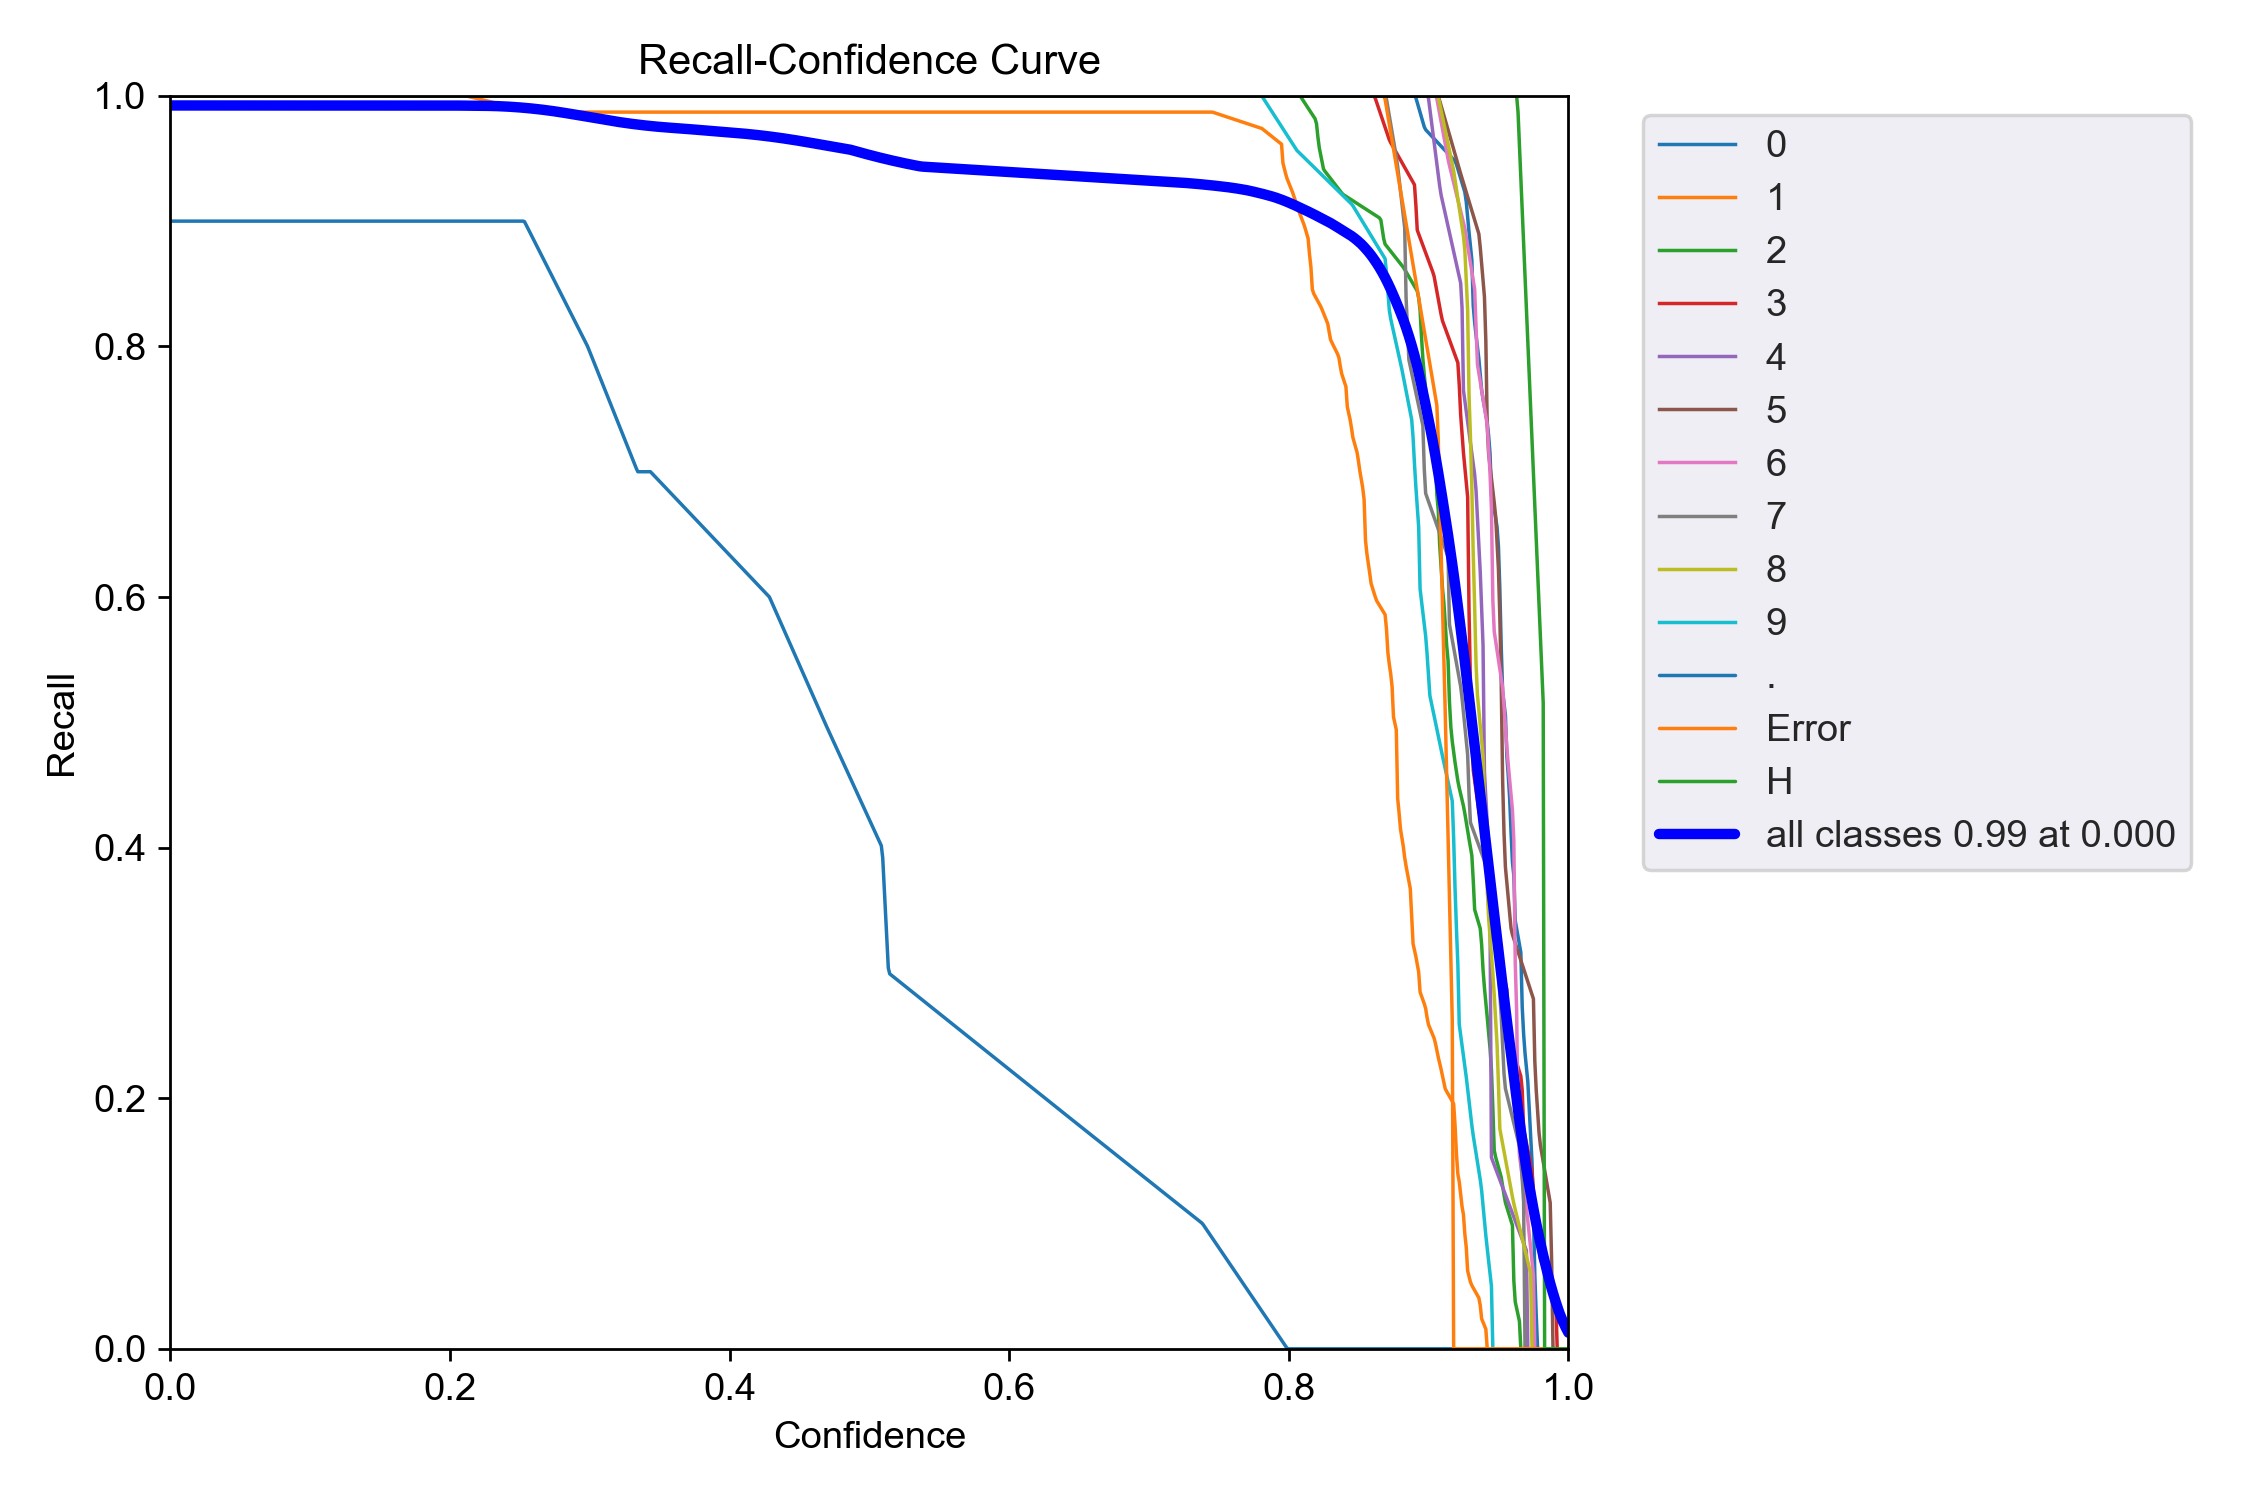 Recall-Confidence Curve
1.0
0.8
0.6
0.4
0.2
0.0
Recall
0.0 0.2 0.4 0.6 0.8 1.0
Confidence
0
1
2
3
4
5
6
7
8
9
.
Error
H
all classes 0.99 at 0.000